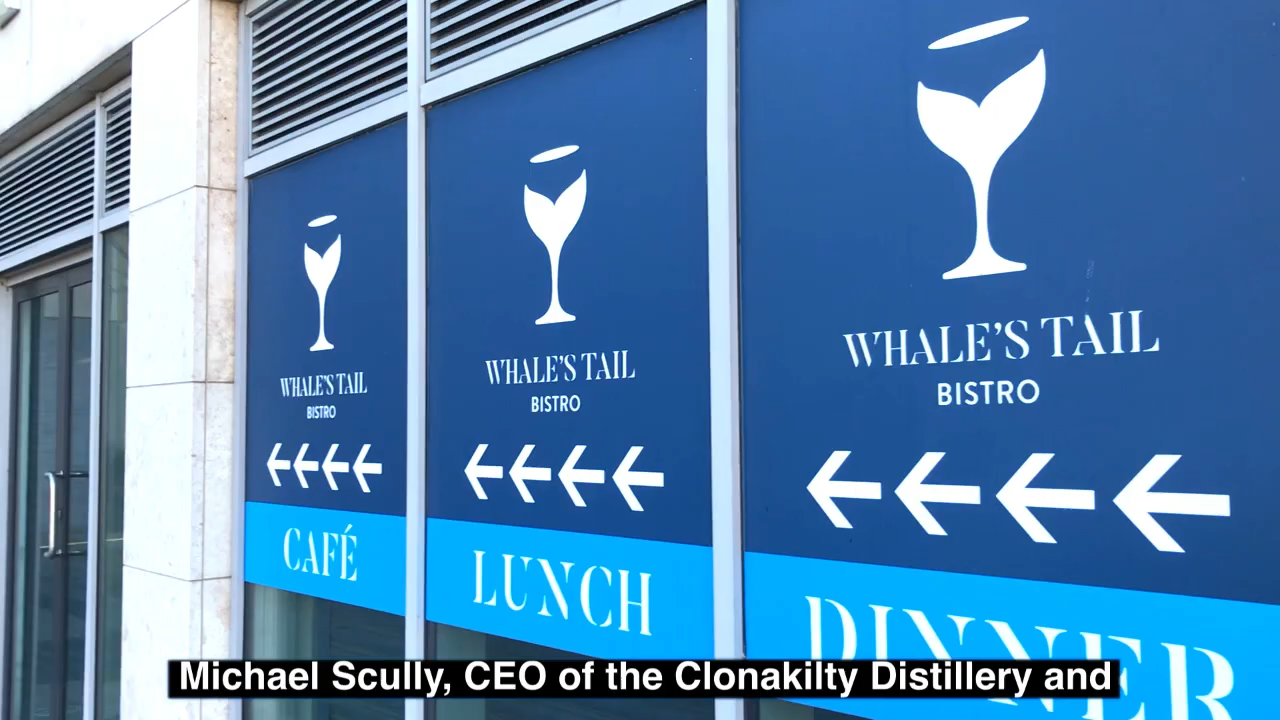 WHALE'S TAIL
BISTRO
CAFÉ
WHALE'S TAIL
BISTRO
LUNCH
WHALE'S TAIL
BISTRO
DINNER
Michael Scully, CEO of the Clonakilty Distillery and